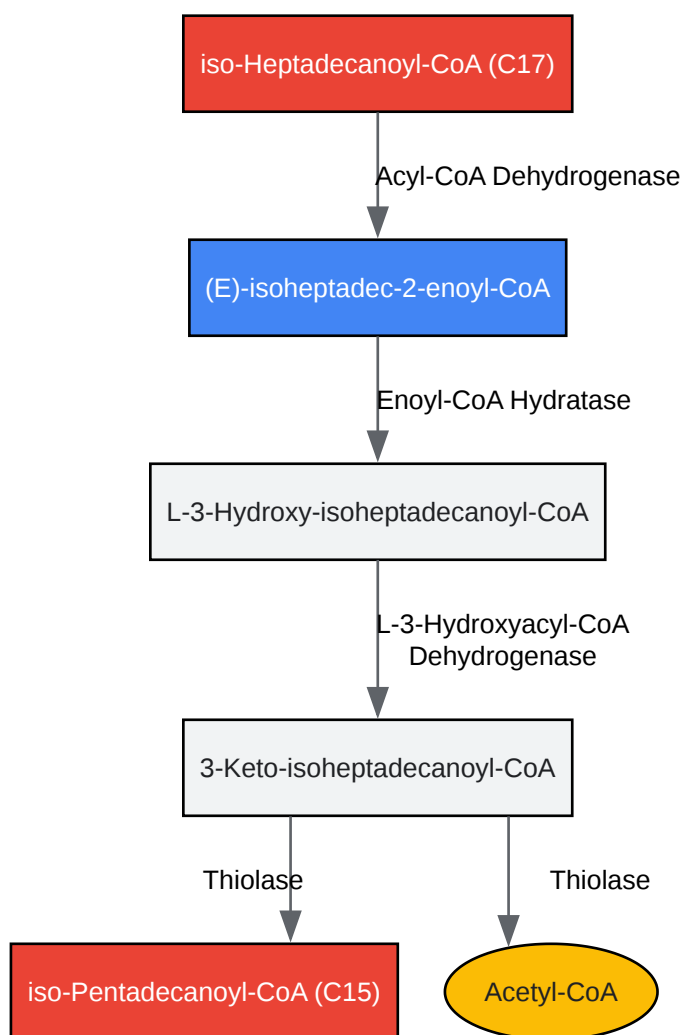 iso-Heptadecanoyl-CoA (C17)
Acyl-CoA Dehydrogenase
(E)-isoheptadec-2-enoyl-CoA
Enoyl-CoA Hydratase
L-3-Hydroxy-isoheptadecanoyl-CoA
L-3-Hydroxyacyl-CoA
Dehydrogenase
3-Keto-isoheptadecanoyl-CoA
Thiolase
Thiolase
iso-Pentadecanoyl-CoA (C15)
Acetyl-CoA